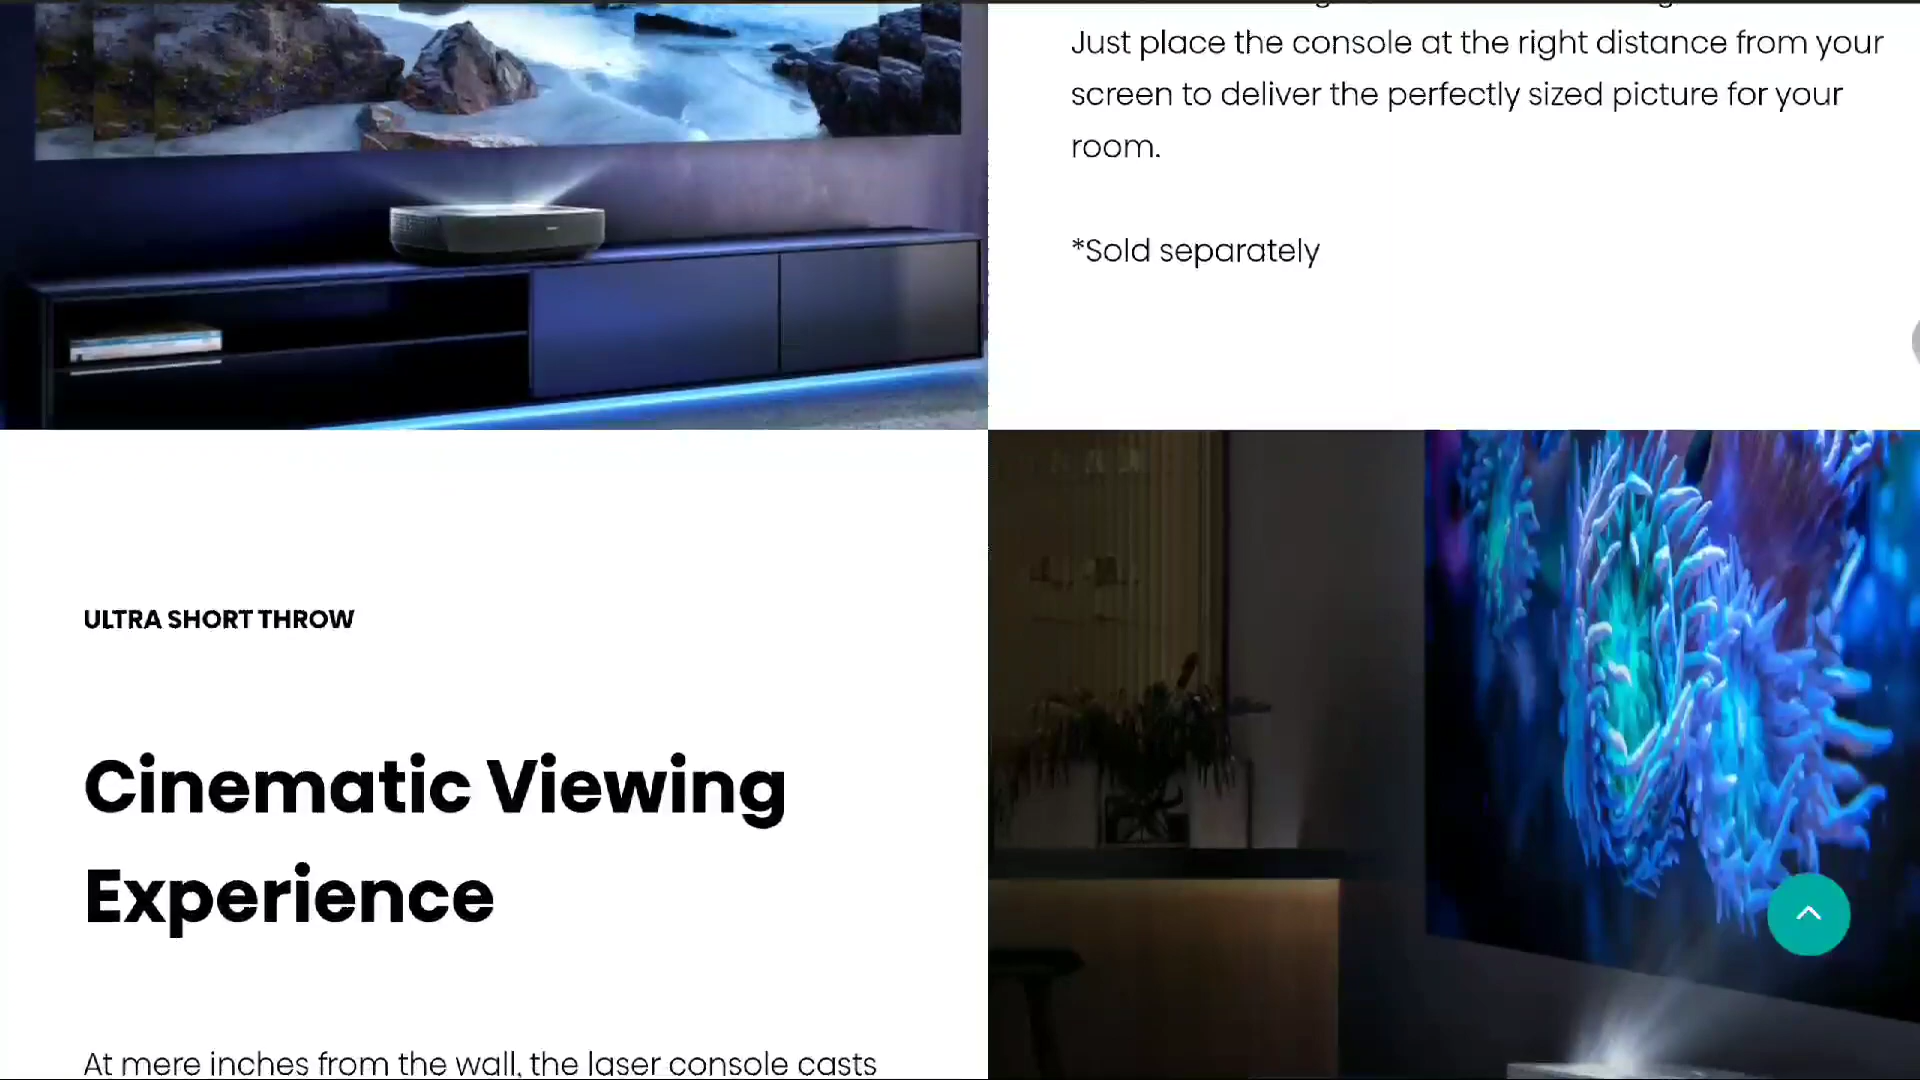 Just place the console at the right distance from your
screen to deliver the perfectly sized picture for your
room.
*Sold separately
ULTRA SHORT THROW
Cinematic Viewing
Experience
At mere inches from the wall, the laser console casts